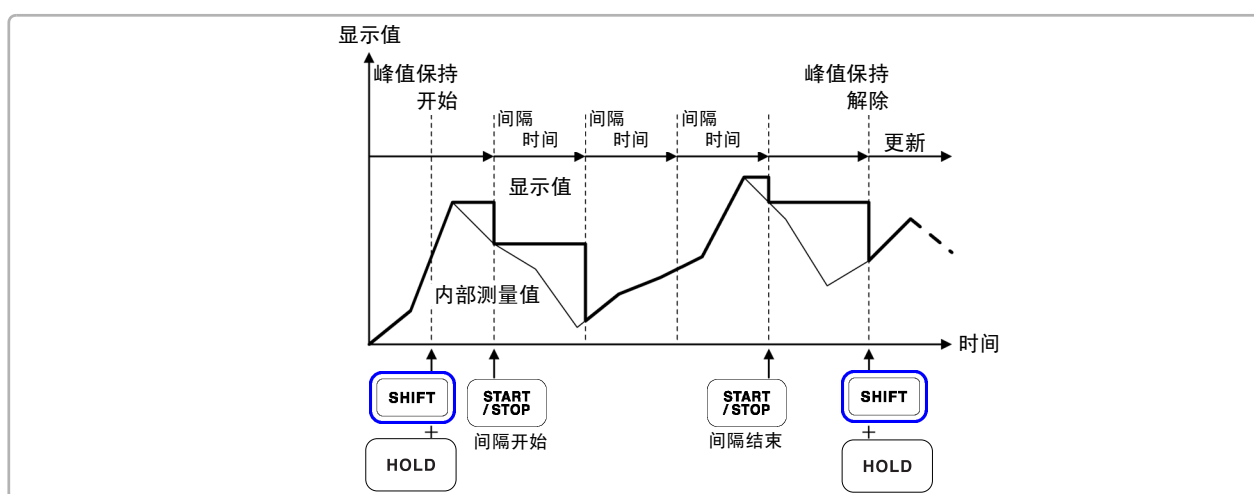 显示值
峰值保持
开始
间隔
时间
间隔
时间
间隔
时间
峰值保持
解除
更新
显示值
内部测量值
时间
SHIFT
+
HOLD
START
/STOP
间隔开始
START
/STOP
间隔结束
SHIFT
+
HOLD